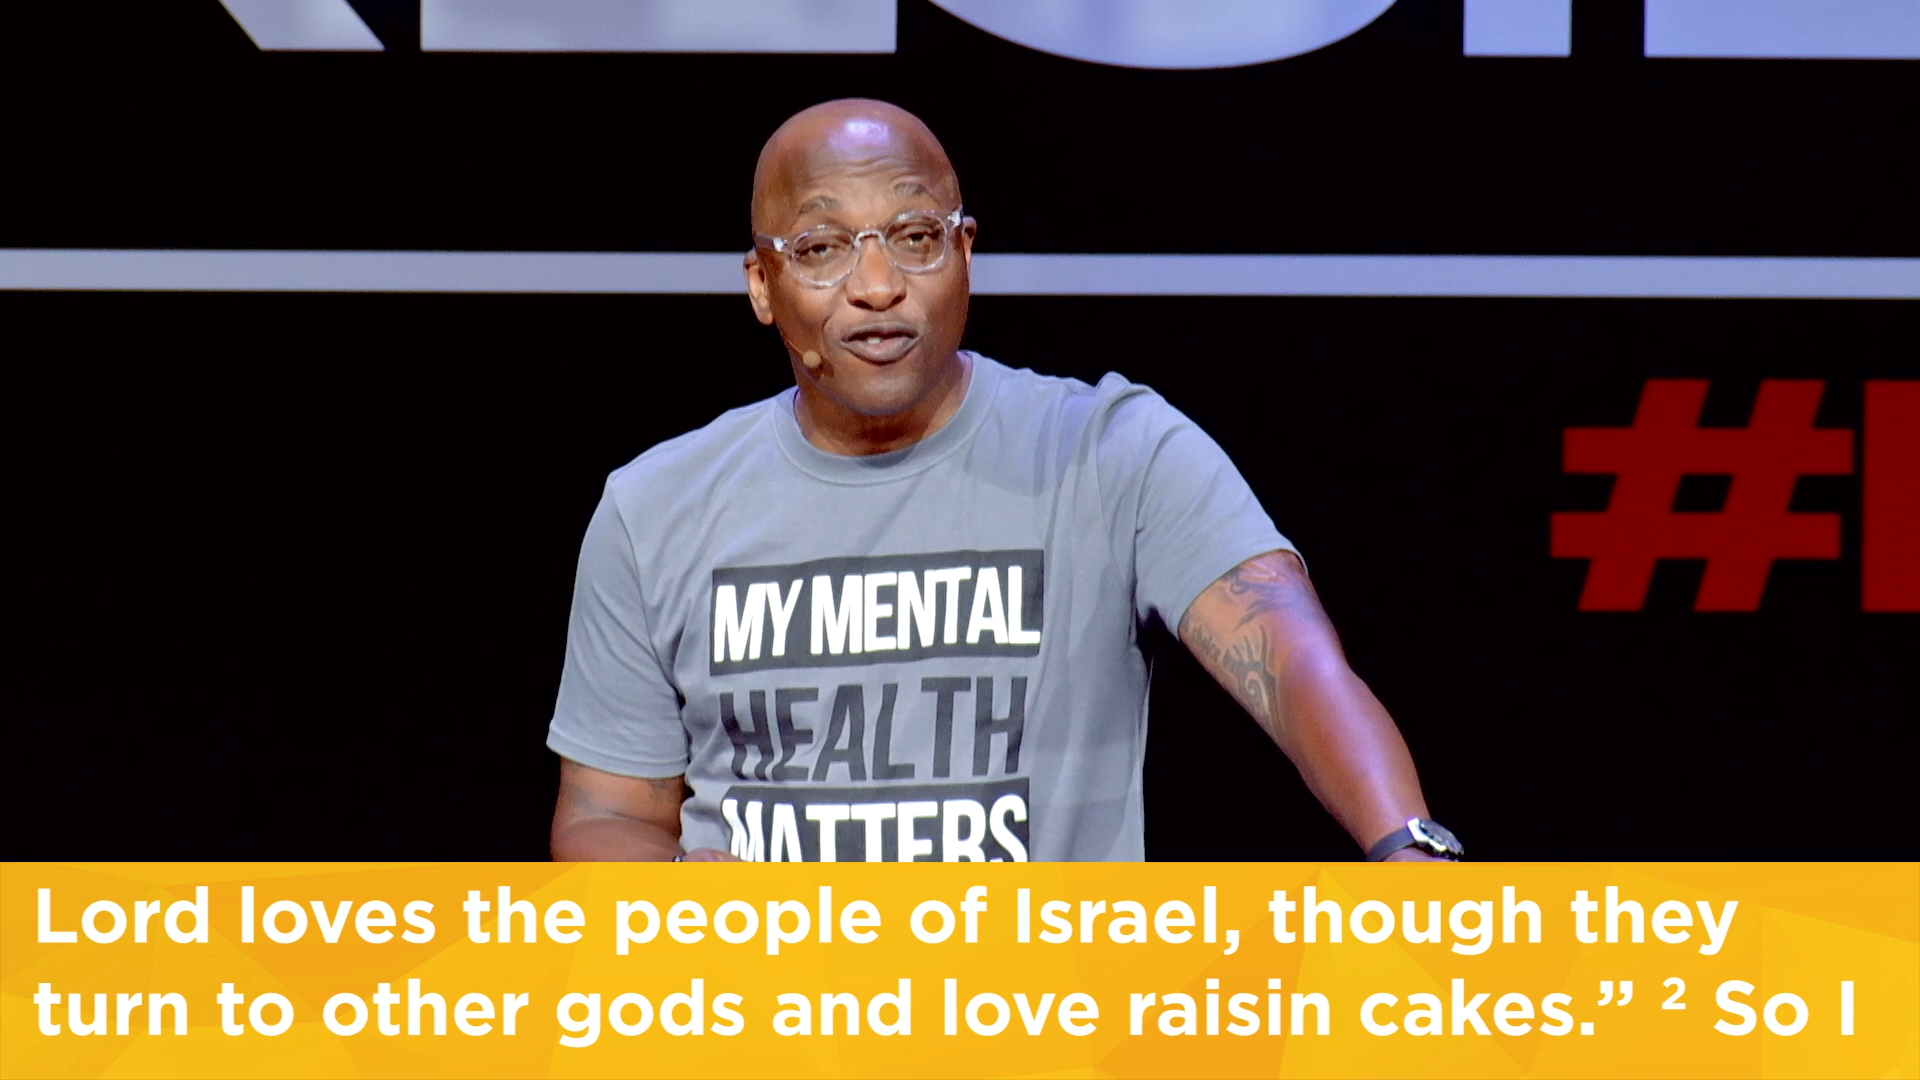 #
MY MENTAL
HEALTH
MATTERS
Lord loves the people of Israel, though they
turn to other gods and love raisin cakes.” ² So I